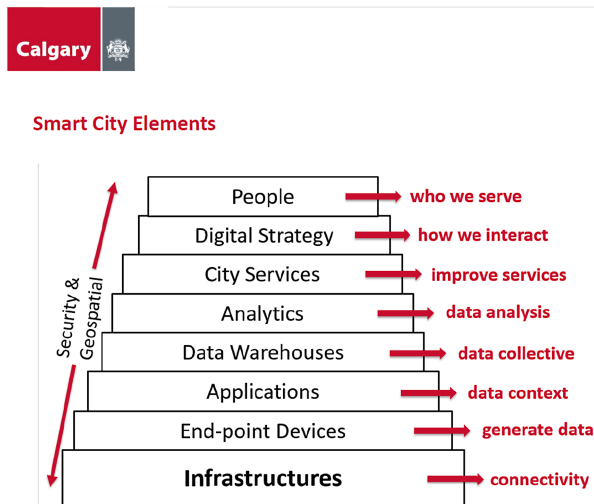 Calgary
Smart City Elements
Security &
Geospatial
People who we serve
Digital Strategy how we interact
City Services improve services
Analytics data analysis
Data Warehouses data collective
Applications data context
End-point Devices generate data
Infrastructures connectivity